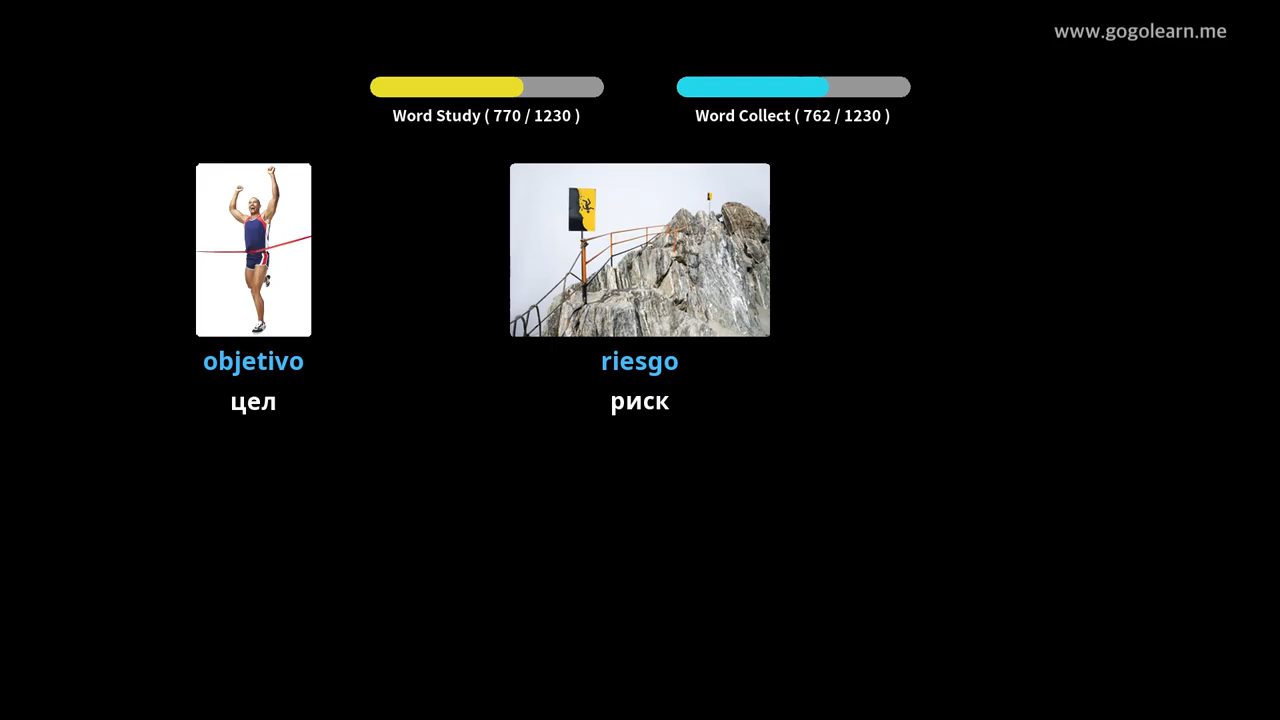 www.gogolearn.me
Word Study ( 770 / 1230 )
Word Collect ( 762 / 1230 )
objetivo
цел
riesgo
риск